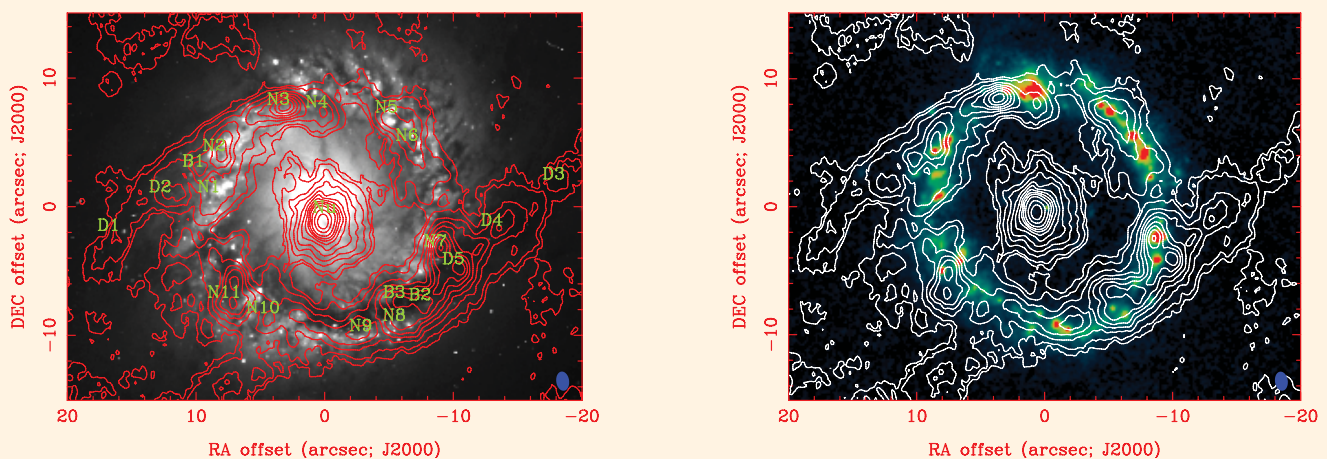 N3 N4 N5
N6
N2
B1
D3
D2 N1
D1 D4
N7
D5
N11 B3 B2
N10 N8
N9
10
0
−10
DEC offset (arcsec; J2000)
20 10 0 −10 −20
RA offset (arcsec; J2000)
10
0
−10
DEC offset (arcsec; J2000)
20 10 0 −10 −20
RA offset (arcsec; J2000)